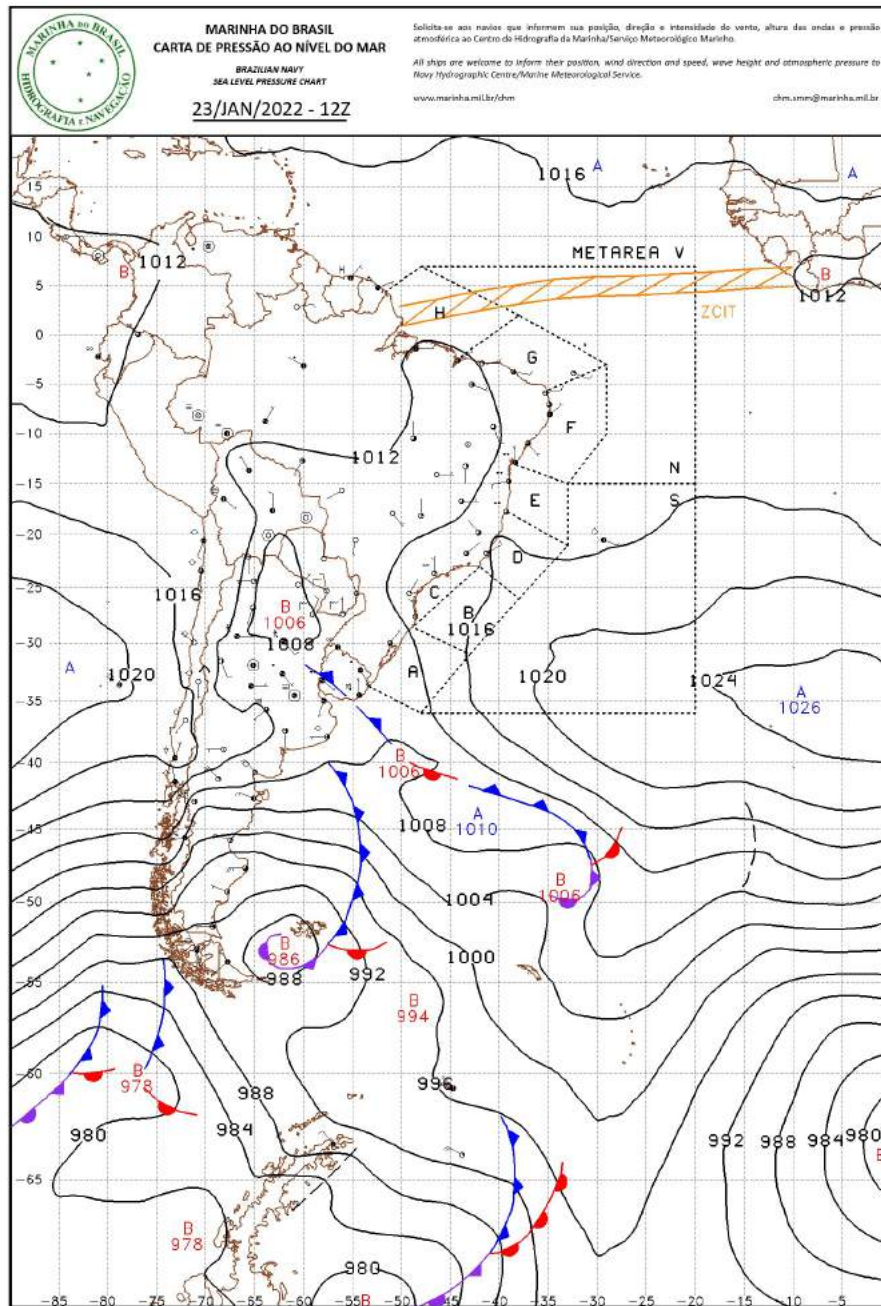 MARINHA DO BRASIL
HIDROGRAFIA E NAVEGAÇÃO
MARINHA DO BRASIL
CARTA DE PRESSÃO AO NÍVEL DO MAR
BRAZILIAN NAVY
SEA LEVEL PRESSURE CHART
23/JAN/2022 - 12Z
Solicita-se aos navios que informem sua posição, direção e intensidade do vento, altura das ondas e pressão
atmosférica ao Centro de Hidrografia da Marinha/Serviço Meteorológico Marinho.
All ships are welcome to inform their position, wind direction and speed, wave height and atmospheric pressure to
Navy Hydrographic Centre/Marine Meteorological Service.
www.marinha.mil.br/chm
chm.smm@marinha.mil.br
1016
A
A
15
10
METAREA V
1012
B
B
1012
5
H
ZCIT
0
G
-5
F
-10
1012
N
-15
E
S
-20
D
-25
1016
C
B
1006
B
1016
-30
1008
A
1020
A
1020
1024
A
1026
-35
-40
B
1006
1008
A
1010
-45
B
1006
-50
1004
B
986
988
992
1000
-55
B
994
-60
B
978
996
988
984
980
992
988
984
980
B
-65
B
978
980
B
-85
-80
-75
-70
-65
-60
-55
-50
-45
-40
-35
-30
-25
-20
-15
-10
-5